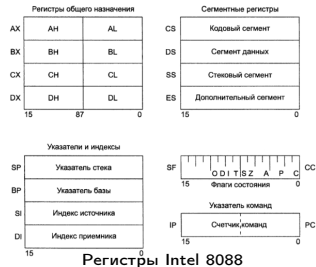 Регистры общего назначения
AX AH AL
BX BH BL
CX CH CL
DX DH DL
15 87 0
Сегментные регистры
CS Кодовый сегмент
DS Сегмент данных
SS Стековый сегмент
ES Дополнительный сегмент
15 0
Указатели и индексы
SP Указатель стека
BP Указатель базы
SI Индекс источника
DI Индекс приемника
15 0
SF O D I T S Z A P C CC
15 Флаги состояния 0
Указатель команд
IP Счетчик команд PC
15 0
Регистры Intel 8088